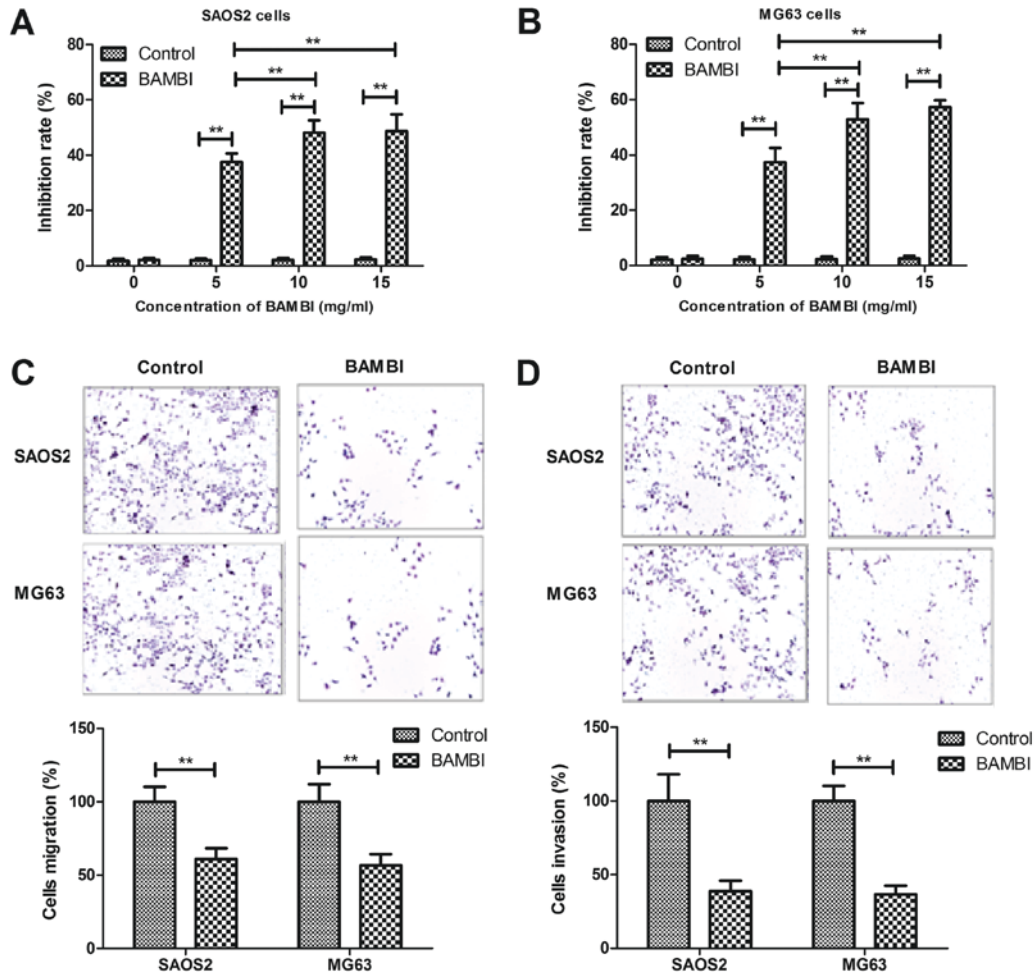 A
SAOS2 cells
Control
BAMBI
Inhibition rate (%)
80
60
40
20
0
**
**
**
**
**
0 5 10 15
Concentration of BAMBI (mg/ml)
B
MG63 cells
Control
BAMBI
Inhibition rate (%)
80
60
40
20
0
**
**
**
**
**
0 5 10 15
Concentration of BAMBI (mg/ml)
C
Control BAMBI
SAOS2
MG63
Control
BAMBI
Cells migration (%)
150
100
50
0
** **
SAOS2 MG63
D
Control BAMBI
SAOS2
MG63
Control
BAMBI
Cells invasion (%)
150
100
50
0
** **
SAOS2 MG63